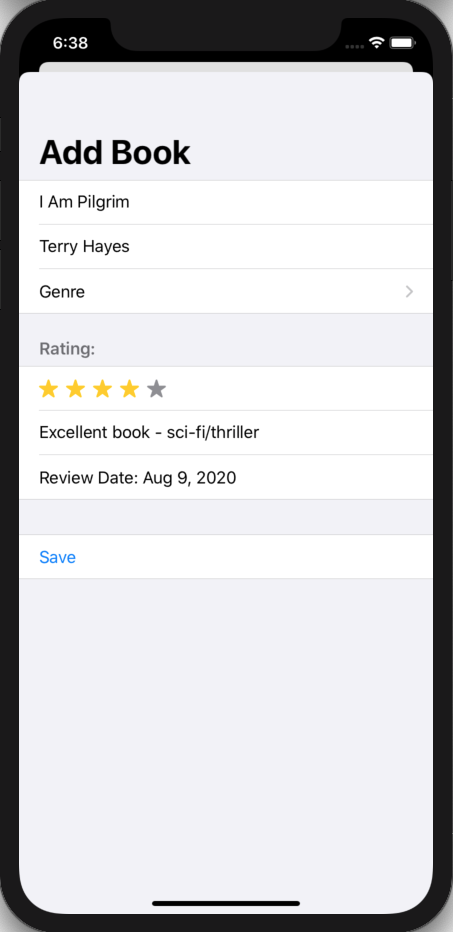 6:38
Add Book
I Am Pilgrim
Terry Hayes
Genre
Rating:
Excellent book - sci-fi/thriller
Review Date: Aug 9, 2020
Save